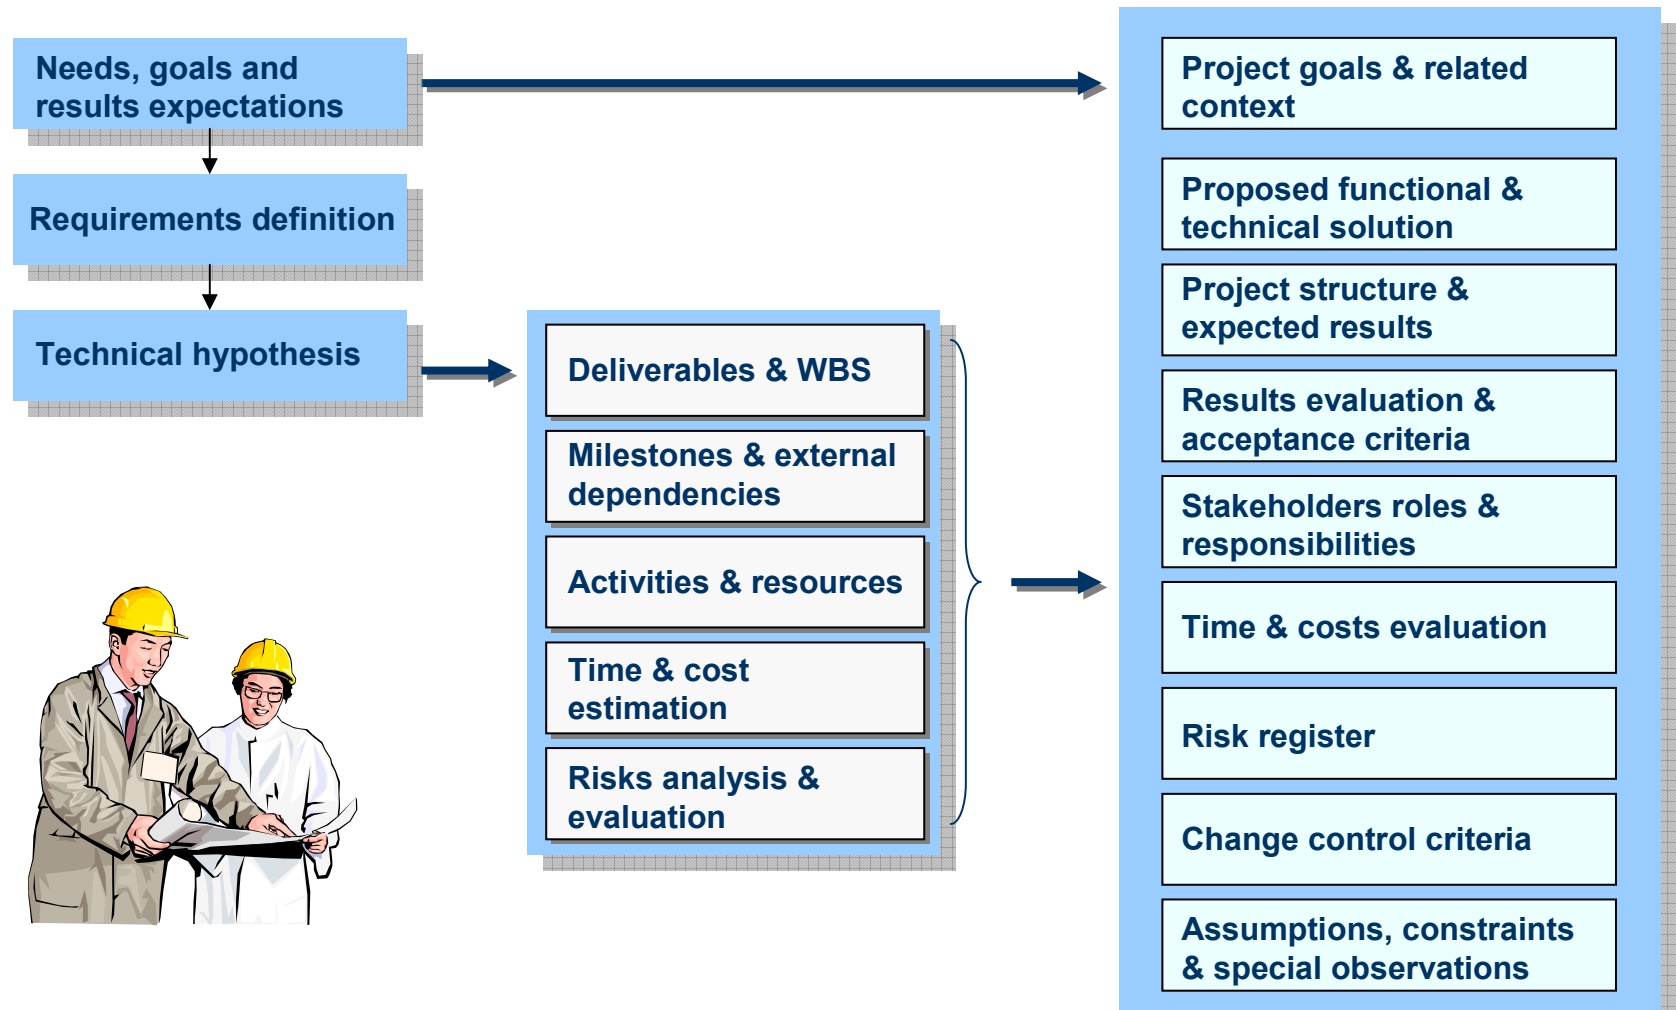 Needs, goals and
results expectations
Requirements definition
Technical hypothesis
Deliverables & WBS
Milestones & external
dependencies
Activities & resources
Time & cost
estimation
Risks analysis &
evaluation
Project goals & related
context
Proposed functional &
technical solution
Project structure &
expected results
Results evaluation &
acceptance criteria
Stakeholders roles &
responsibilities
Time & costs evaluation
Risk register
Change control criteria
Assumptions, constraints
& special observations